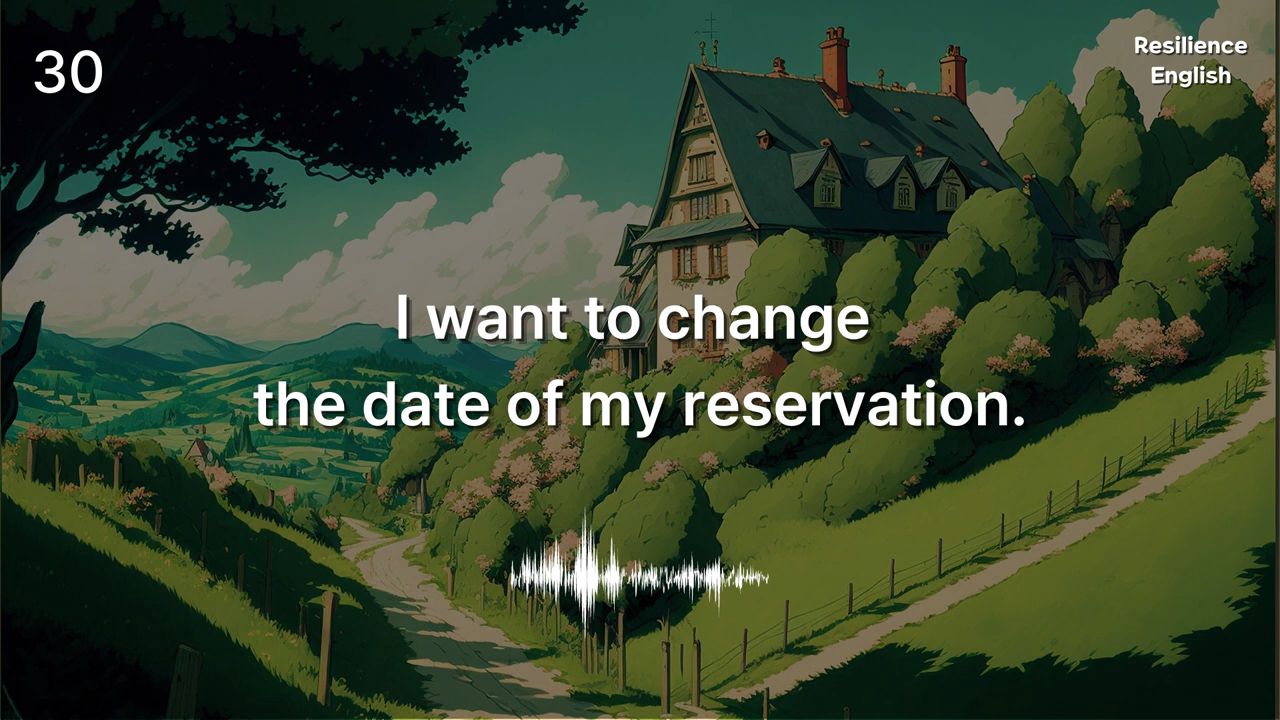 30
Resilience
English
I want to change
the date of my reservation.